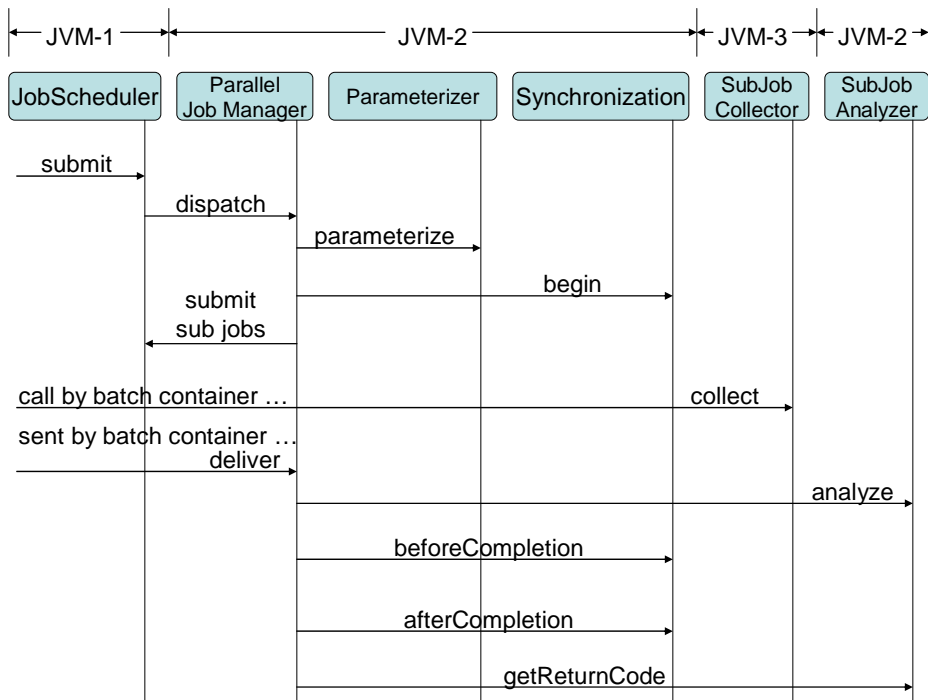 JVM-1
JVM-2
JVM-3
JVM-2
JobScheduler
Parallel
Job Manager
Parameterizer
Synchronization
SubJob
Collector
SubJob
Analyzer
submit
dispatch
parameterize
begin
submit
sub jobs
call by batch container …
collect
sent by batch container …
deliver
analyze
beforeCompletion
afterCompletion
getReturnCode